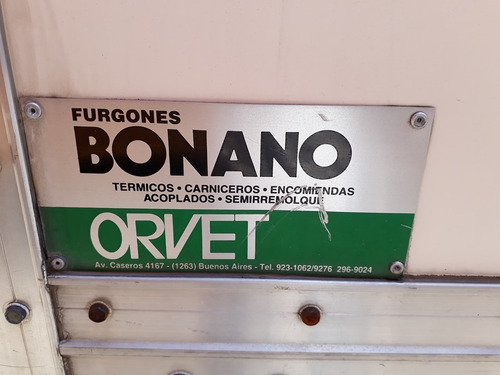 FURGONES
BONANO
TERMICOS • CARNICEROS • ENCOMIENDAS
ACOPLADOS • SEMIRREMOLQUE
ORVET
Av. Caseros 4167 - (1263) Buenos Aires - Tel. 923-1062/9276 296-9024